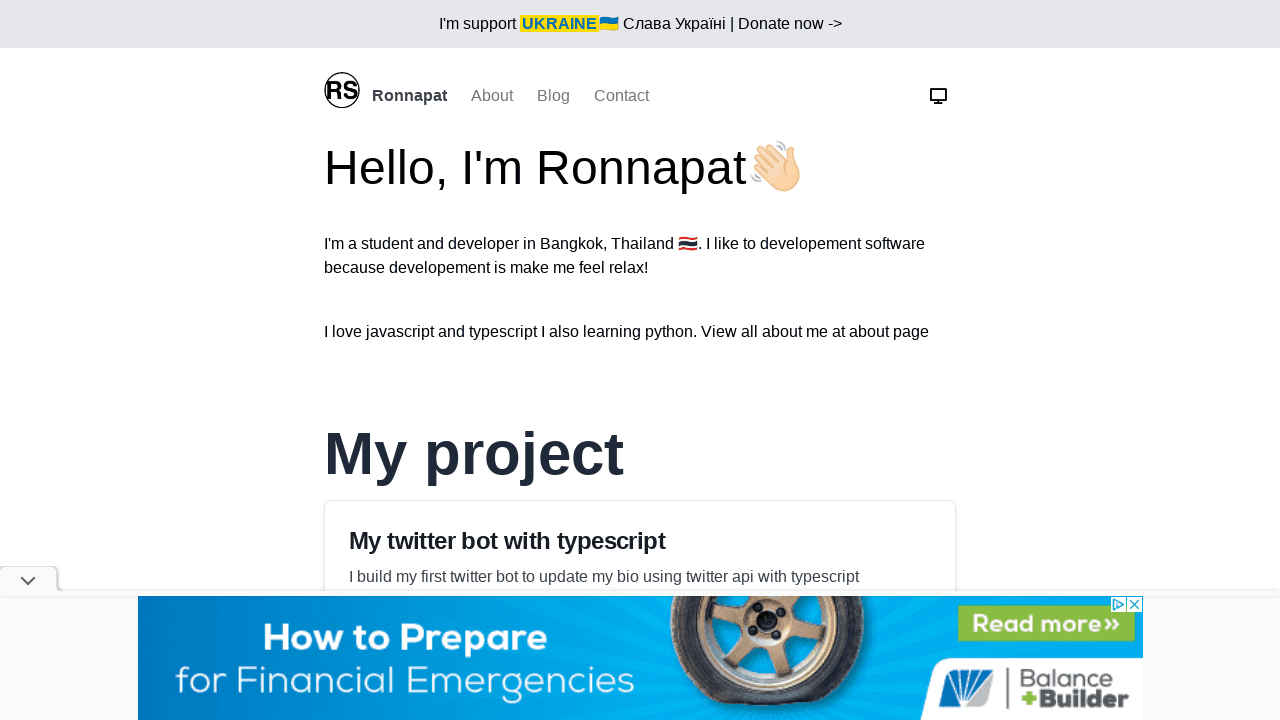 I'm support UKRAINE🇺🇦 Слава Україні | Donate now ->
RS Ronnapat About Blog Contact
Hello, I'm Ronnapat👋🏻
I'm a student and developer in Bangkok, Thailand 🇹🇭. I like to developement software
because developement is make me feel relax!
I love javascript and typescript I also learning python. View all about me at about page
My project
My twitter bot with typescript
I build my first twitter bot to update my bio using twitter api with typescript
How to Prepare
for Financial Emergencies
Read more»
Balance
+Builder